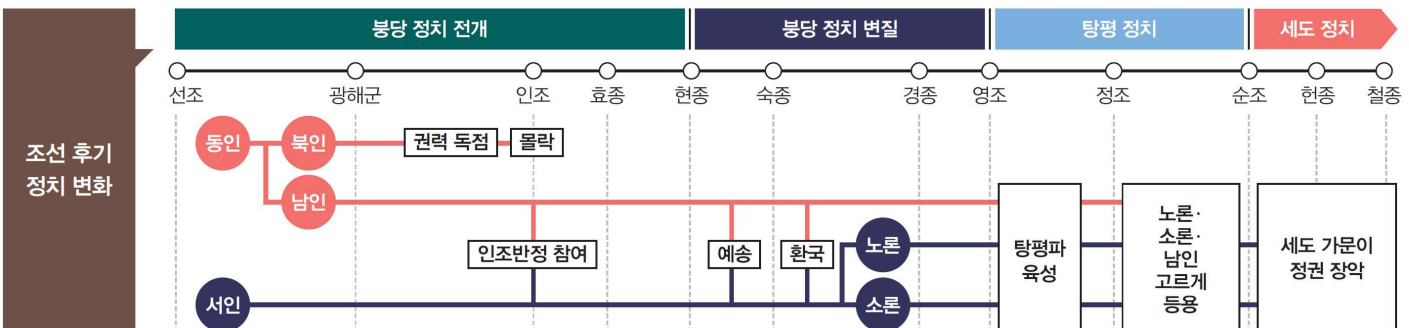 조선 후기
정치 변화
붕당 정치 전개
붕당 정치 변질
탕평 정치
세도 정치
선조
광해군
인조
효종
현종
숙종
경종
영조
정조
순조
헌종
철종
동인
북인
권력 독점
몰락
남인
인조반정 참여
예송
환국
노론
서인
소론
탕평파
육성
노론·
소론·
남인
고르게
등용
세도 가문이
정권 장악